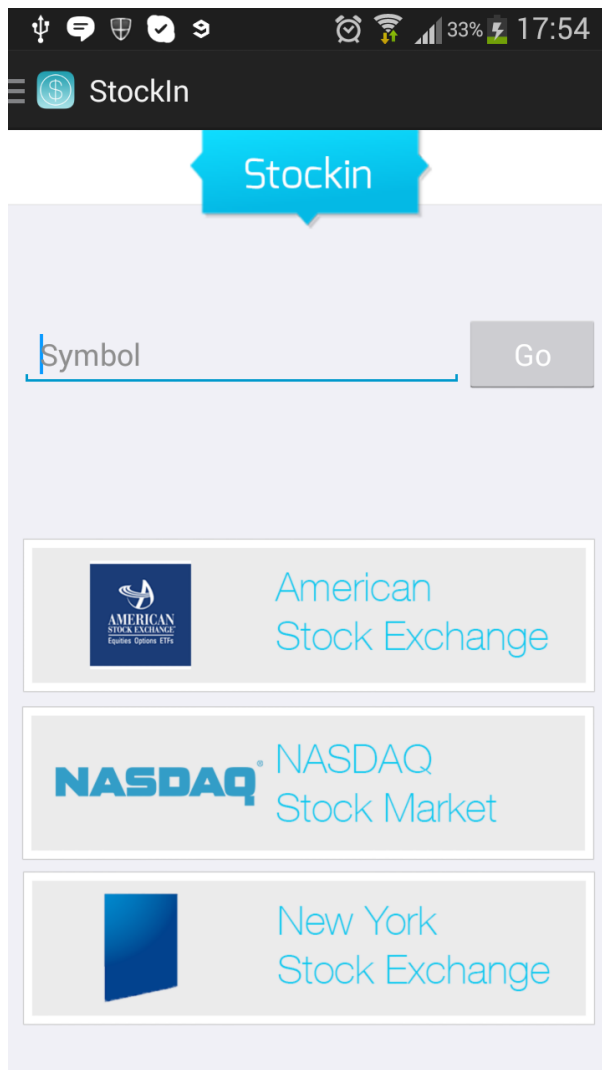 33% 17:54
StockIn
Stockin
Symbol
Go
AMERICAN
STOCK EXCHANGE
Equities Options ETFs
American
Stock Exchange
NASDAQ®
NASDAQ
Stock Market
New York
Stock Exchange